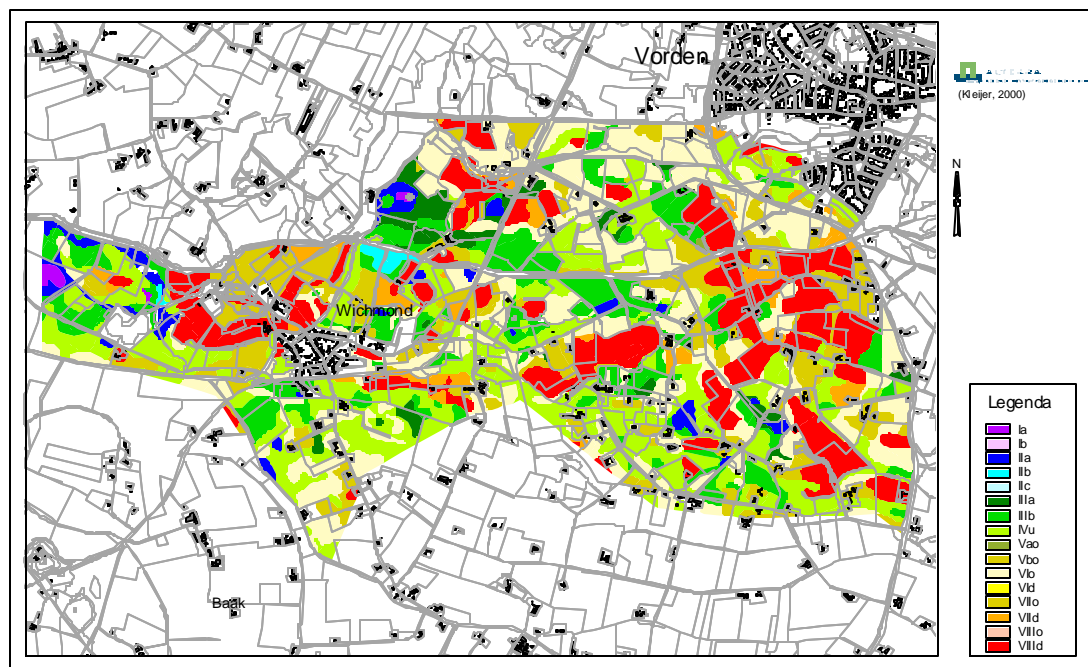 Vorden
(Kleijer, 2000)
N
Wichmond
Baak
Legenda
Ia
Ib
IIa
IIb
IIc
IIIa
IIIb
IVu
Vao
Vbo
VIo
VId
VIIo
VIId
VIIIo
VIIId